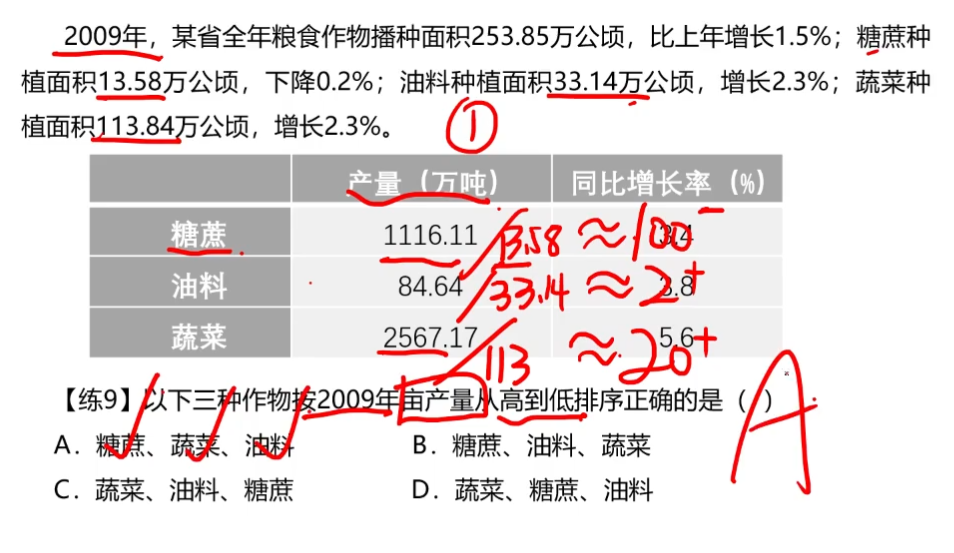 2009年，某省全年粮食作物播种面积253.85万公顷，比上年增长1.5%；糖蔗种
植面积13.58万公顷，下降0.2%；油料种植面积33.14万公顷，增长2.3%；蔬菜种
植面积113.84万公顷，增长2.3%。
①
产量（万吨） 同比增长率（%）
糖蔗 1116.11 3.4
/13.58 ≈100-
油料 84.64 3.8
/33.14 ≈2+
蔬菜 2567.17 5.6
/113 ≈20+
【练9】以下三种作物按2009年亩产量从高到低排序正确的是（ ）
A
A．糖蔗、蔬菜、油料 B．糖蔗、油料、蔬菜
C．蔬菜、油料、糖蔗 D．蔬菜、糖蔗、油料